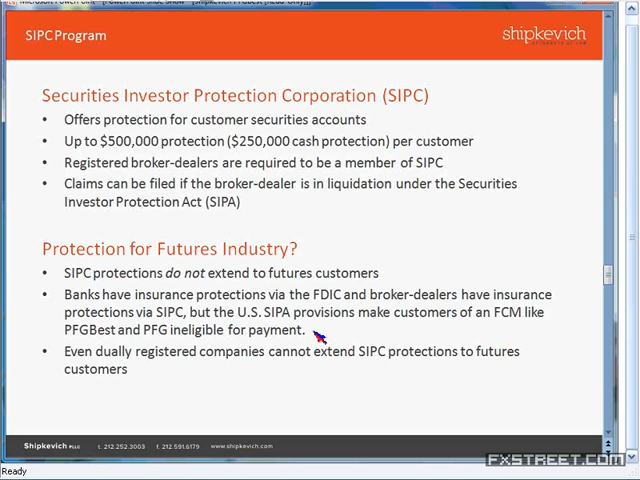 SIPC Program
shipkevich
ATTORNEYS AT LAW
Securities Investor Protection Corporation (SIPC)
• Offers protection for customer securities accounts
• Up to $500,000 protection ($250,000 cash protection) per customer
• Registered broker-dealers are required to be a member of SIPC
• Claims can be filed if the broker-dealer is in liquidation under the Securities
Investor Protection Act (SIPA)
Protection for Futures Industry?
• SIPC protections do not extend to futures customers
• Banks have insurance protections via the FDIC and broker-dealers have insurance
protections via SIPC, but the U.S. SIPA provisions make customers of an FCM like
PFGBest and PFG ineligible for payment.
• Even dually registered companies cannot extend SIPC protections to futures
customers
Shipkevich PLLC t. 212.252.3003 f. 212.591.6179 www.shipkevich.com
FXSTREET.COM
Ready